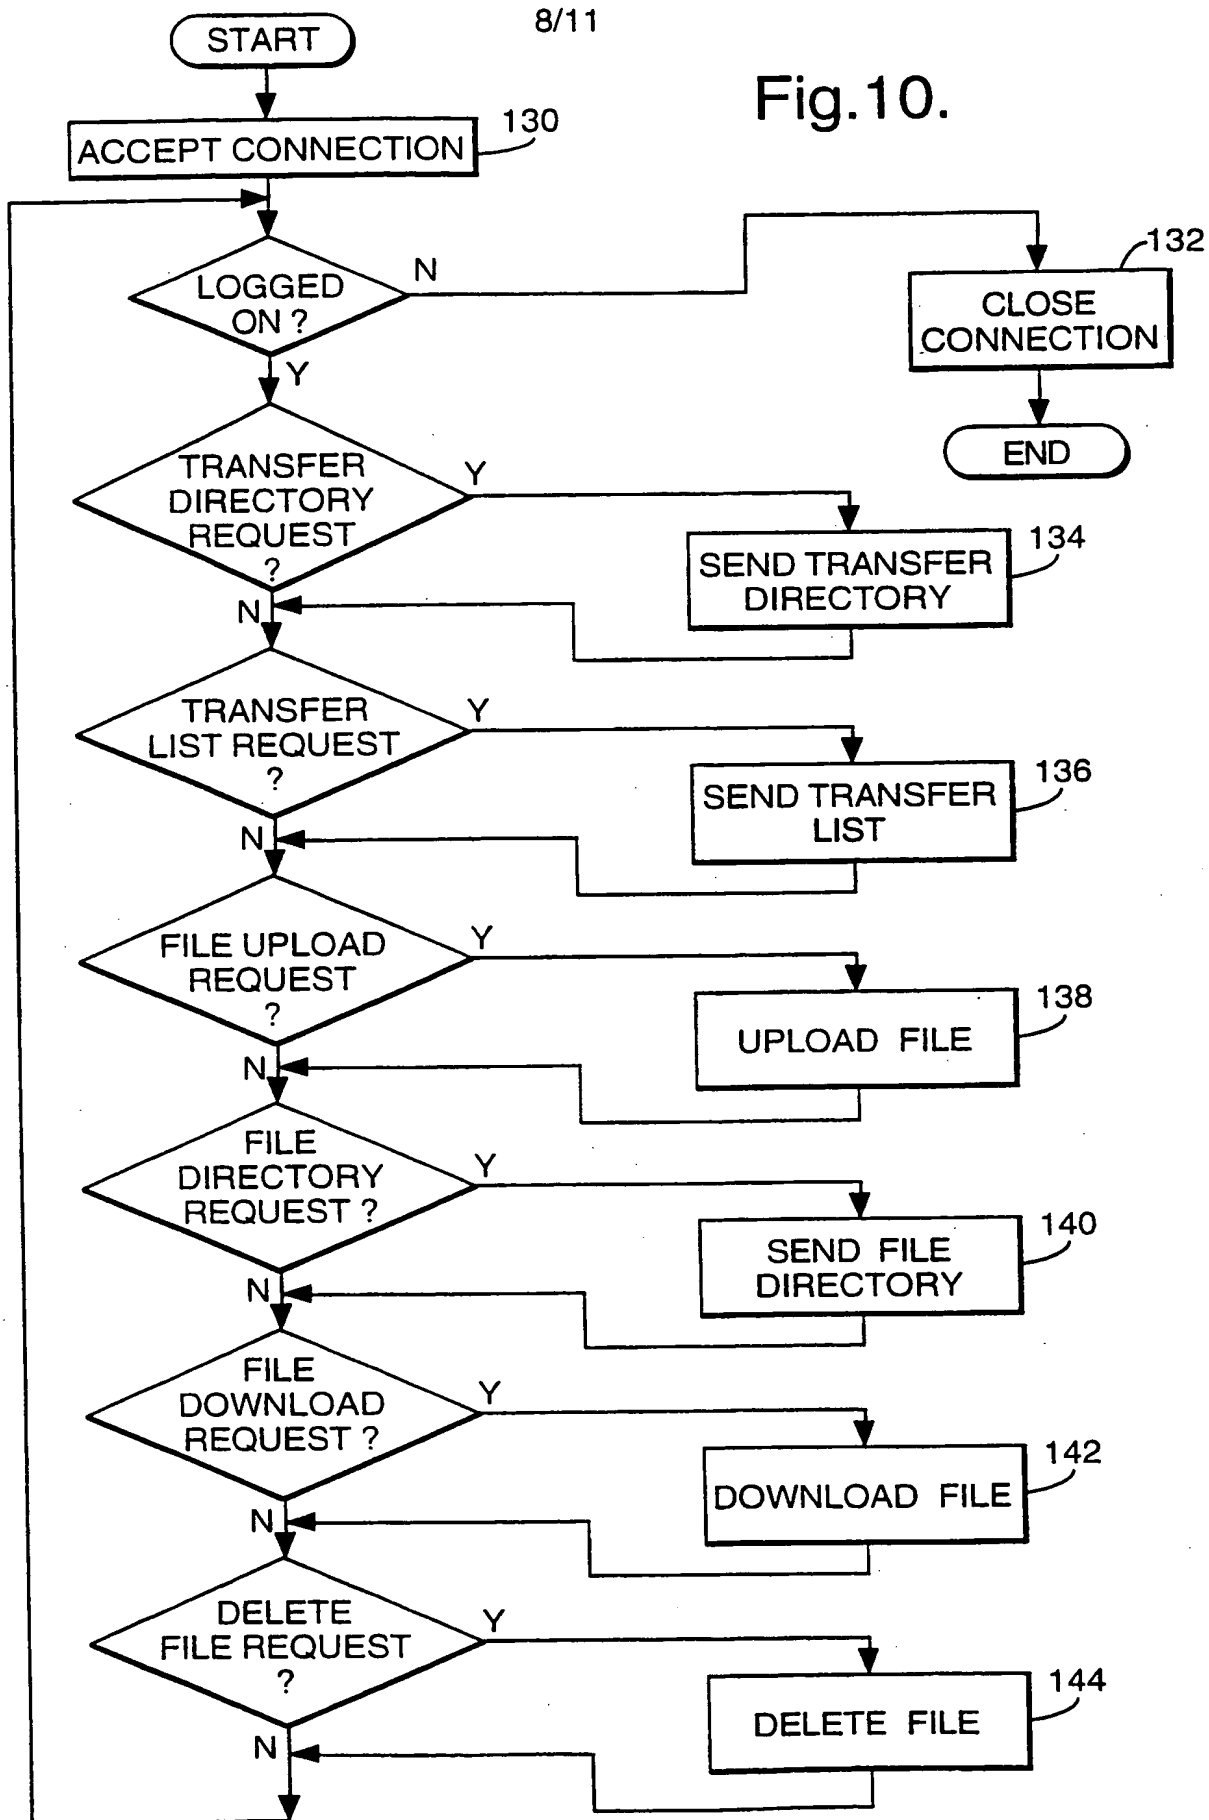 8/11
START
Fig.10.
130
ACCEPT CONNECTION
132
N
LOGGED
ON ?
CLOSE
CONNECTION
Y
END
TRANSFER
DIRECTORY
REQUEST
?
Y
134
SEND TRANSFER
DIRECTORY
N
TRANSFER
LIST REQUEST
?
Y
136
SEND TRANSFER
LIST
N
FILE UPLOAD
REQUEST
?
Y
138
UPLOAD FILE
N
FILE
DIRECTORY
REQUEST ?
Y
140
SEND FILE
DIRECTORY
N
FILE
DOWNLOAD
REQUEST ?
Y
142
DOWNLOAD FILE
N
DELETE
FILE REQUEST
?
Y
144
DELETE FILE
N